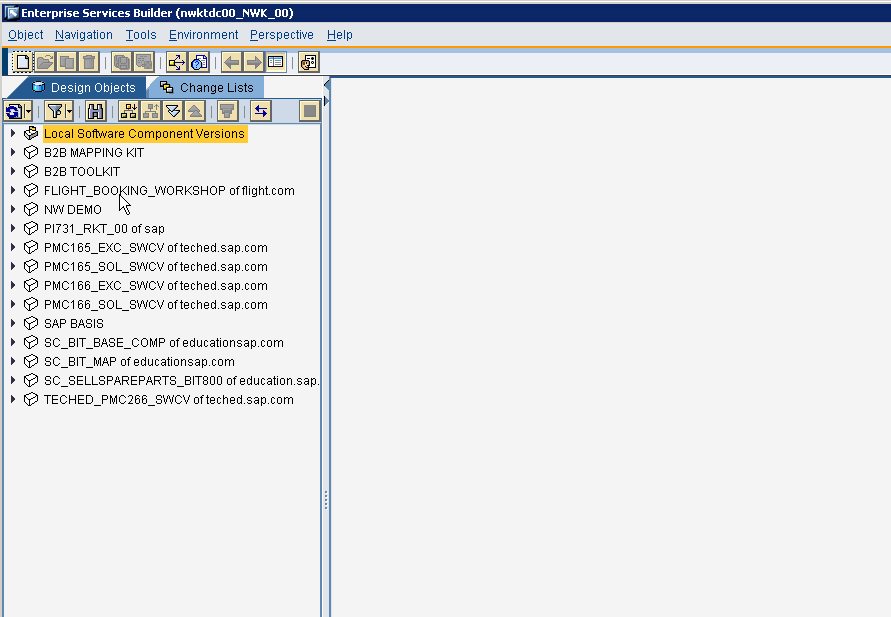 Enterprise Services Builder (nwktdc00_NWK_00)
Object Navigation Tools Environment Perspective Help
Design Objects Change Lists
Local Software Component Versions
B2B MAPPING KIT
B2B TOOLKIT
FLIGHT_BOOKING_WORKSHOP of flight.com
NW DEMO
PI731_RKT_00 of sap
PMC165_EXC_SWCV of teched.sap.com
PMC165_SOL_SWCV of teched.sap.com
PMC166_EXC_SWCV of teched.sap.com
PMC166_SOL_SWCV of teched.sap.com
SAP BASIS
SC_BIT_BASE_COMP of educationsap.com
SC_BIT_MAP of educationsap.com
SC_SELLSPAREPARTS_BIT800 of education.sap.
TECHED_PMC266_SWCV of teched.sap.com